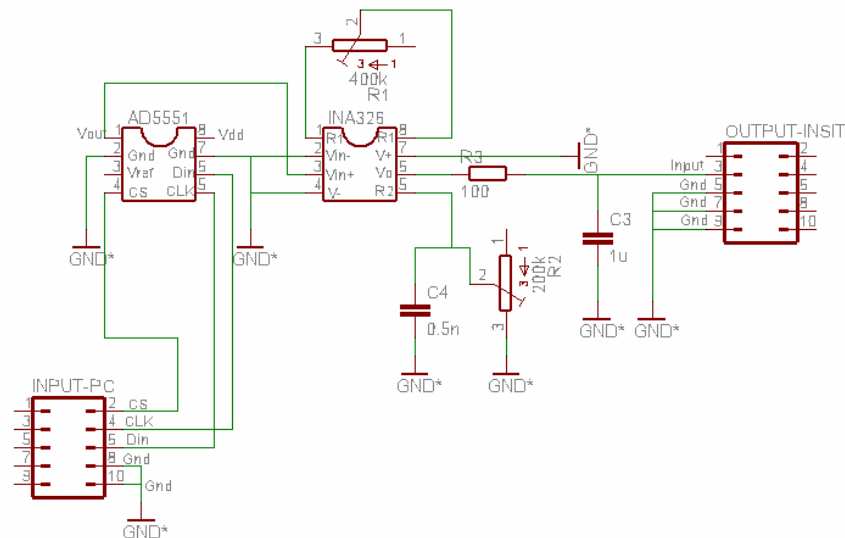 2
3
1
3 1
400k
R1
AD5551
INA326
Vout
1
8
Vdd
2
Gnd
Gnd
7
3
Vref
Din
6
4
CS
CLK
5
GND*
GND*
1
R1
R1
8
2
Vin-
V+
7
3
Vin+
Vo
6
4
V-
R2
5
GND*
R3
100
OUTPUT-INSIT
1
2
Input
3
4
Gnd
5
6
Gnd
7
8
Gnd
9
10
C3
1u
GND*
GND*
C4
0.5n
GND*
1
2
3
3 1
200k
R2
GND*
INPUT-PC
1
2
CS
3
4
CLK
5
6
Din
7
8
Gnd
9
10
Gnd
GND*